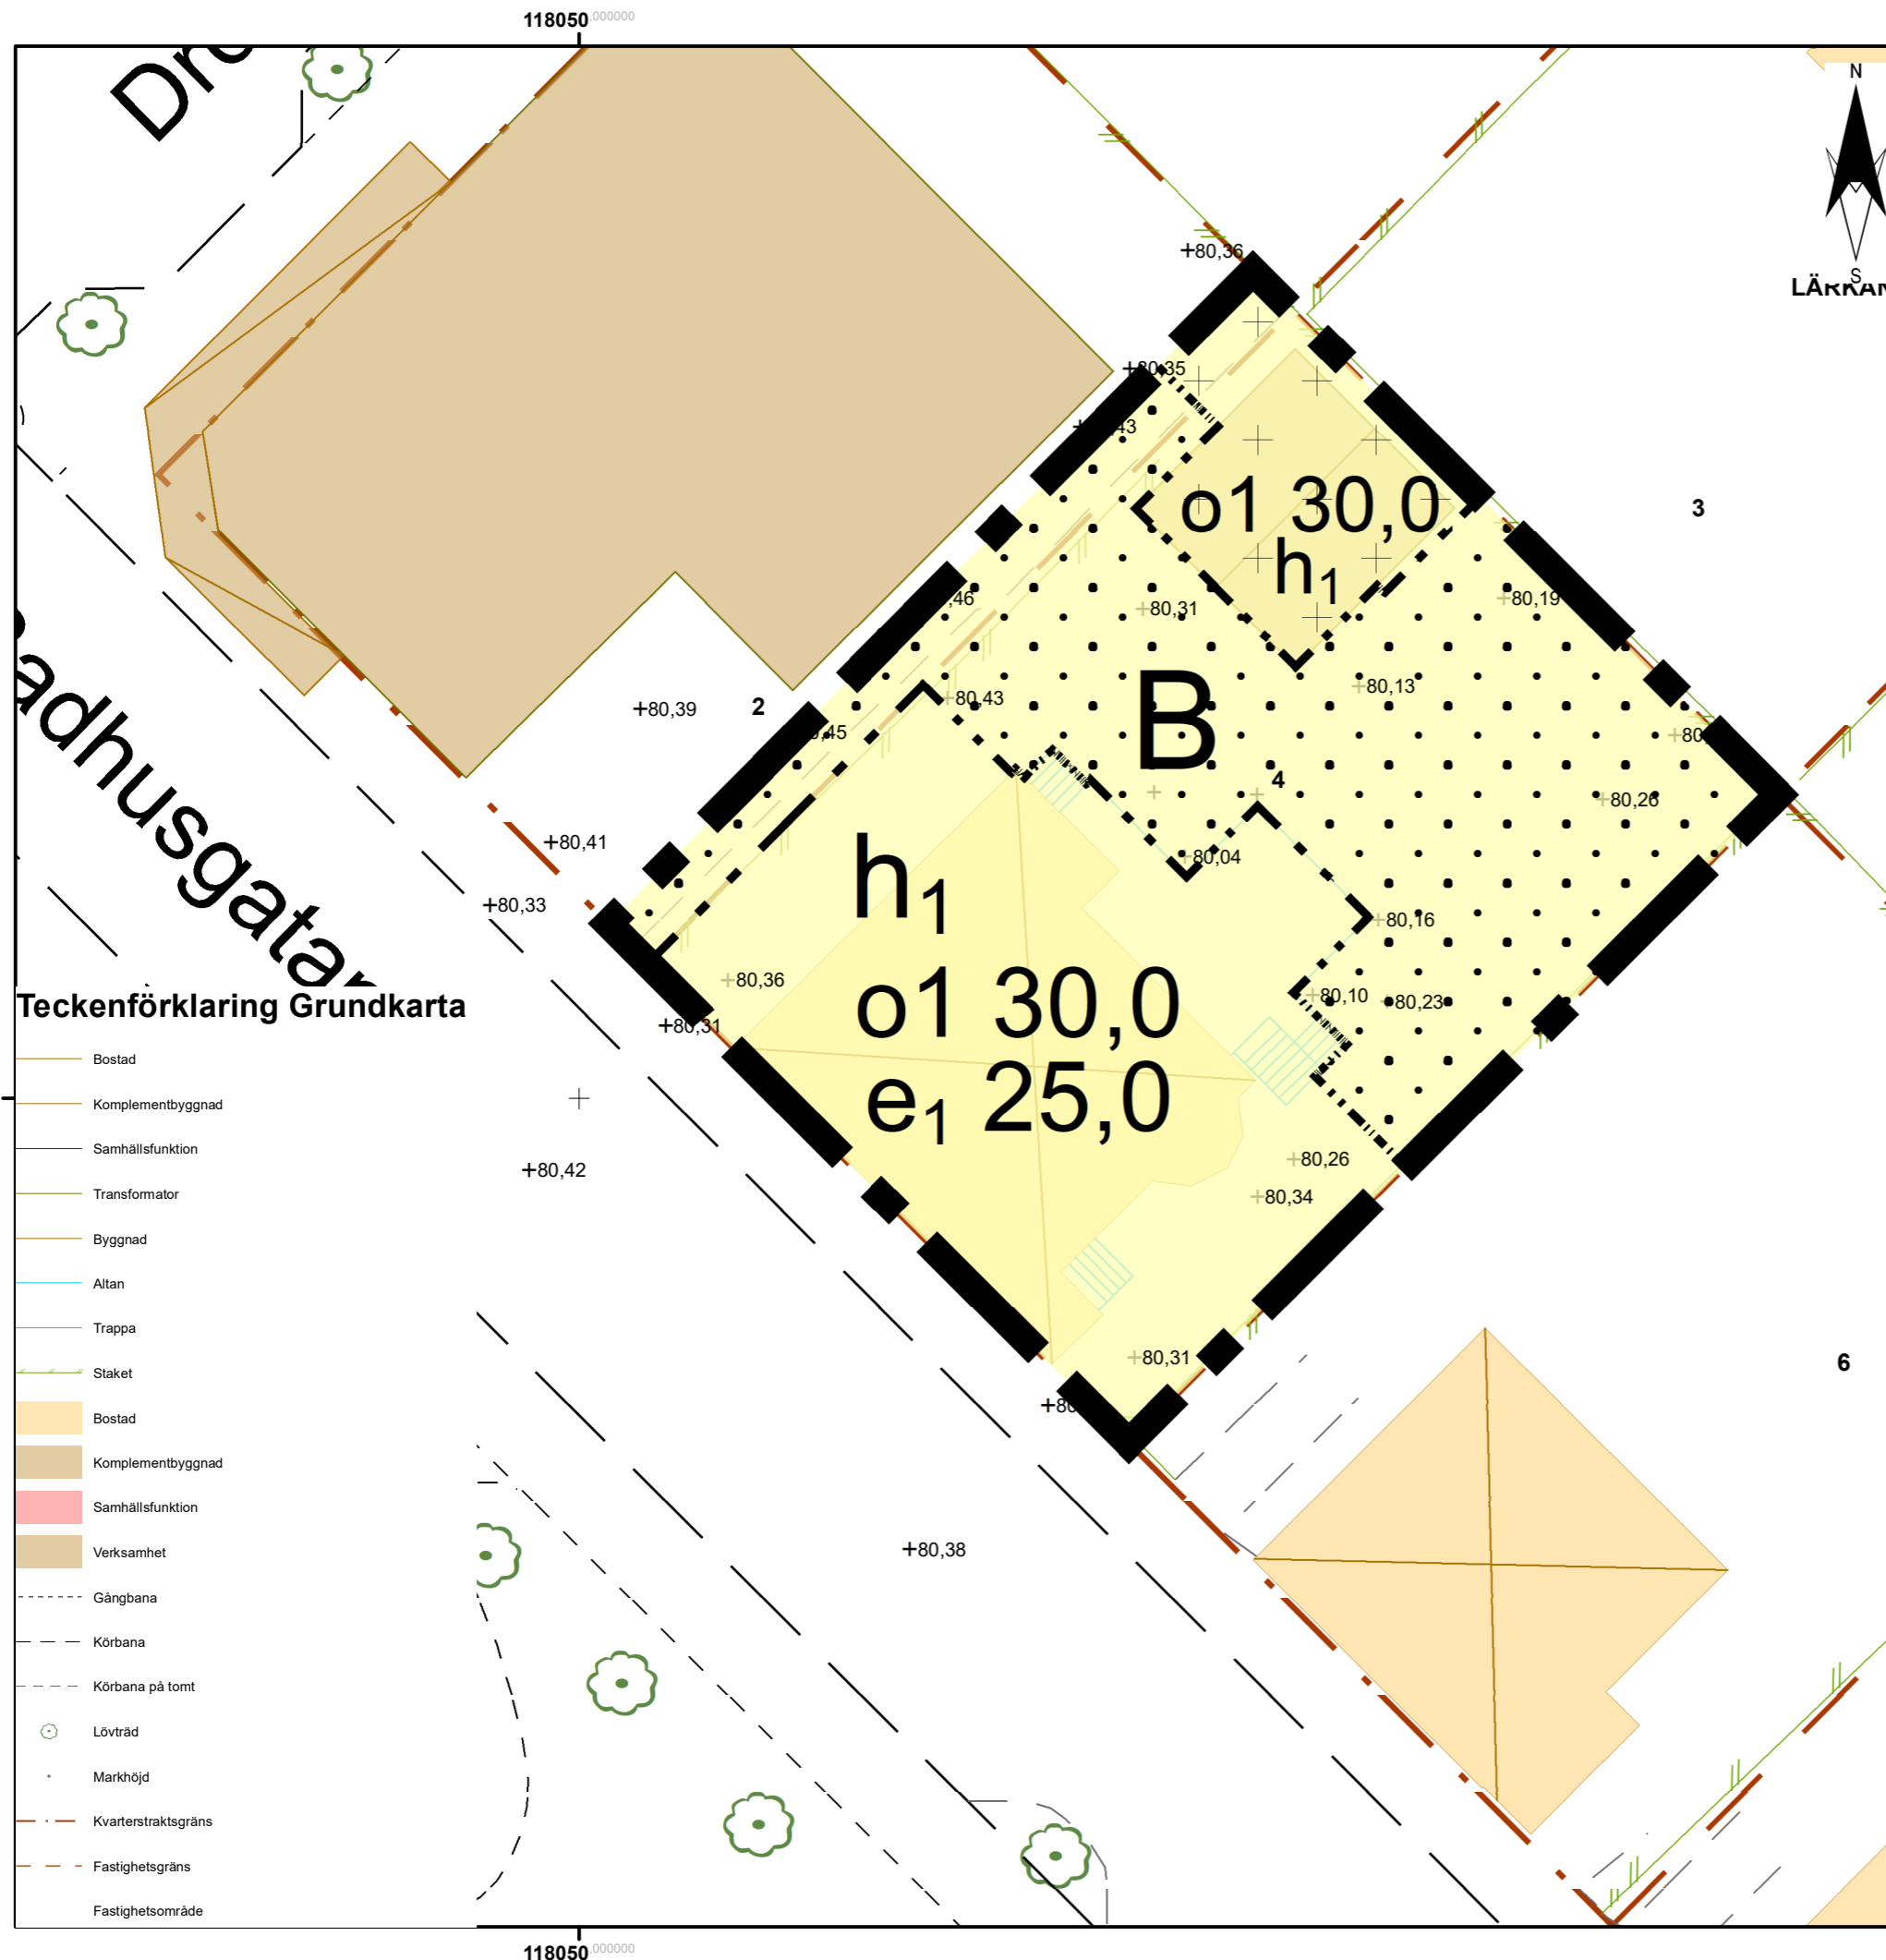 118050,000000
N
S
+80,36
+80,35
3
o1 30,0
h1
+80,31
+80,19
+80,13
+80,43
+80,39
2
B
4
+80,26
+80,41
+80,04
+80,33
h1
+80,16
+80,36
o1 30,0
+80,10
+80,23
+80,31
e1 25,0
+80,42
+80,26
+80,34
+80,31
6
+80,38
Teckenförklaring Grundkarta
Bostad
Komplementbyggnad
Samhällsfunktion
Transformator
Byggnad
Altan
Trappa
Staket
Bostad
Komplementbyggnad
Samhällsfunktion
Verksamhet
Gångbana
Körbana
Körbana på tomt
Lövträd
Markhöjd
Kvarterstraktsgräns
Fastighetsgräns
Fastighetsområde
118050,000000